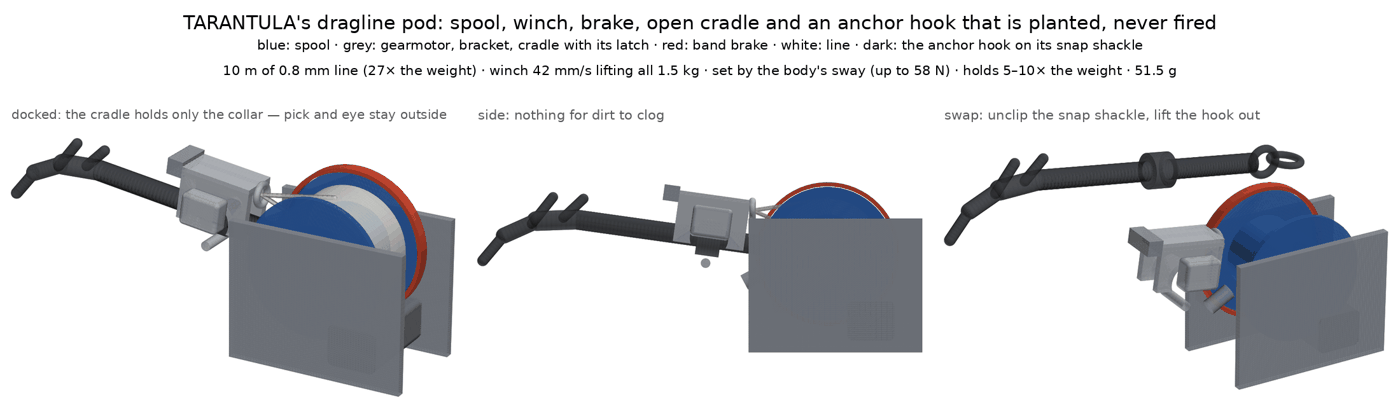 TARANTULA's dragline pod: spool, winch, brake, open cradle and an anchor hook that is planted, never fired
blue: spool · grey: gearmotor, bracket, cradle with its latch · red: band brake · white: line · dark: the anchor hook on its snap shackle
10 m of 0.8 mm line (27× the weight) · winch 42 mm/s lifting all 1.5 kg · set by the body's sway (up to 58 N) · holds 5–10× the weight · 51.5 g
docked: the cradle holds only the collar — pick and eye stay outside
side: nothing for dirt to clog
swap: unclip the snap shackle, lift the hook out